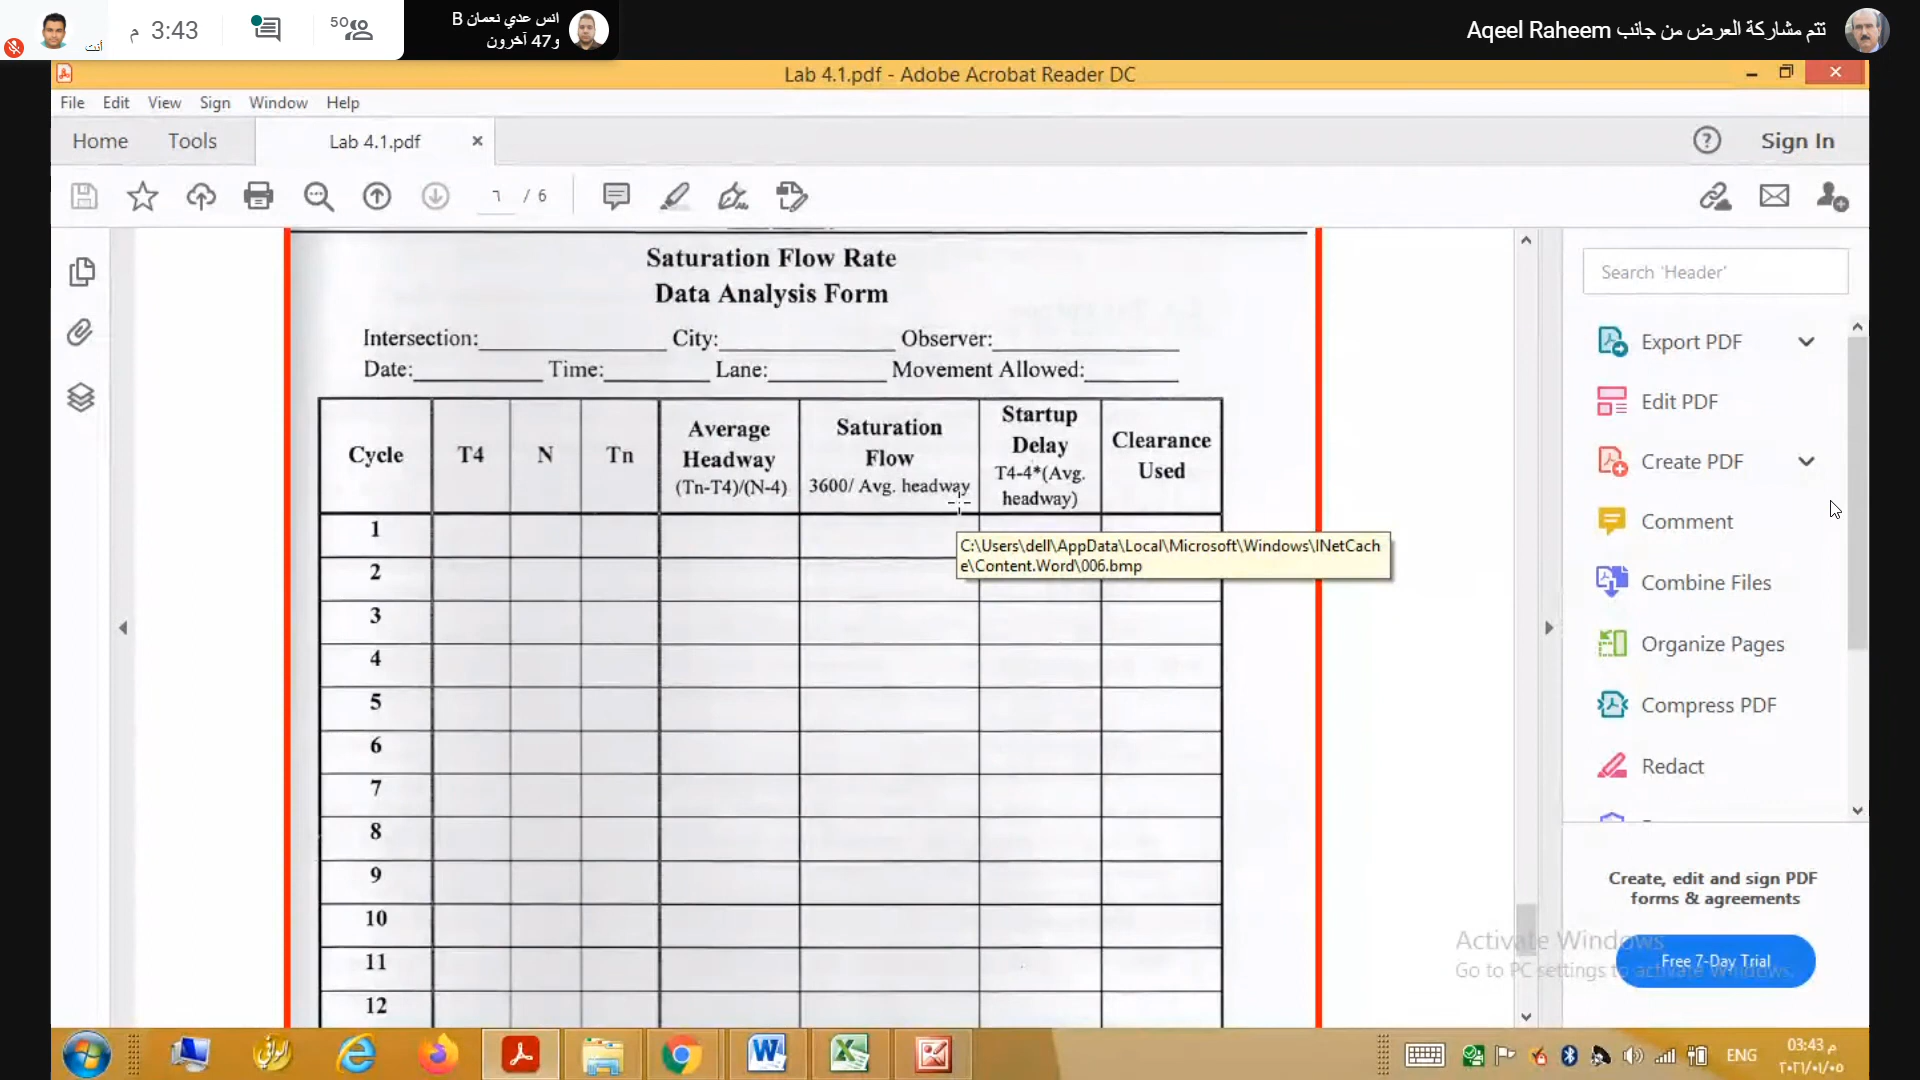 أنت
3:43 م
50
انس عدي نعمان B
و47 آخرون
تتم مشاركة العرض من جانب Aqeel Raheem
Lab 4.1.pdf - Adobe Acrobat Reader DC
File Edit View Sign Window Help
Home Tools Lab 4.1.pdf Sign In
٦ / 6
Saturation Flow Rate
Data Analysis Form
Intersection: City: Observer:
Date: Time: Lane: Movement Allowed:
Cycle T4 N Tn Average Headway (Tn-T4)/(N-4) Saturation Flow 3600/ Avg. headway Startup Delay T4-4*(Avg. headway) Clearance Used
1
2
3
4
5
6
7
8
9
10
11
12
C:\Users\dell\AppData\Local\Microsoft\Windows\INetCach
e\Content.Word\006.bmp
Search 'Header'
Export PDF
Edit PDF
Create PDF
Comment
Combine Files
Organize Pages
Compress PDF
Redact
Create, edit and sign PDF
forms & agreements
Free 7-Day Trial
Activate Windows
Go to PC settings to activate Windows.
الوافي
ENG
03:43 م
٢٠٢١/٠١/٠٥